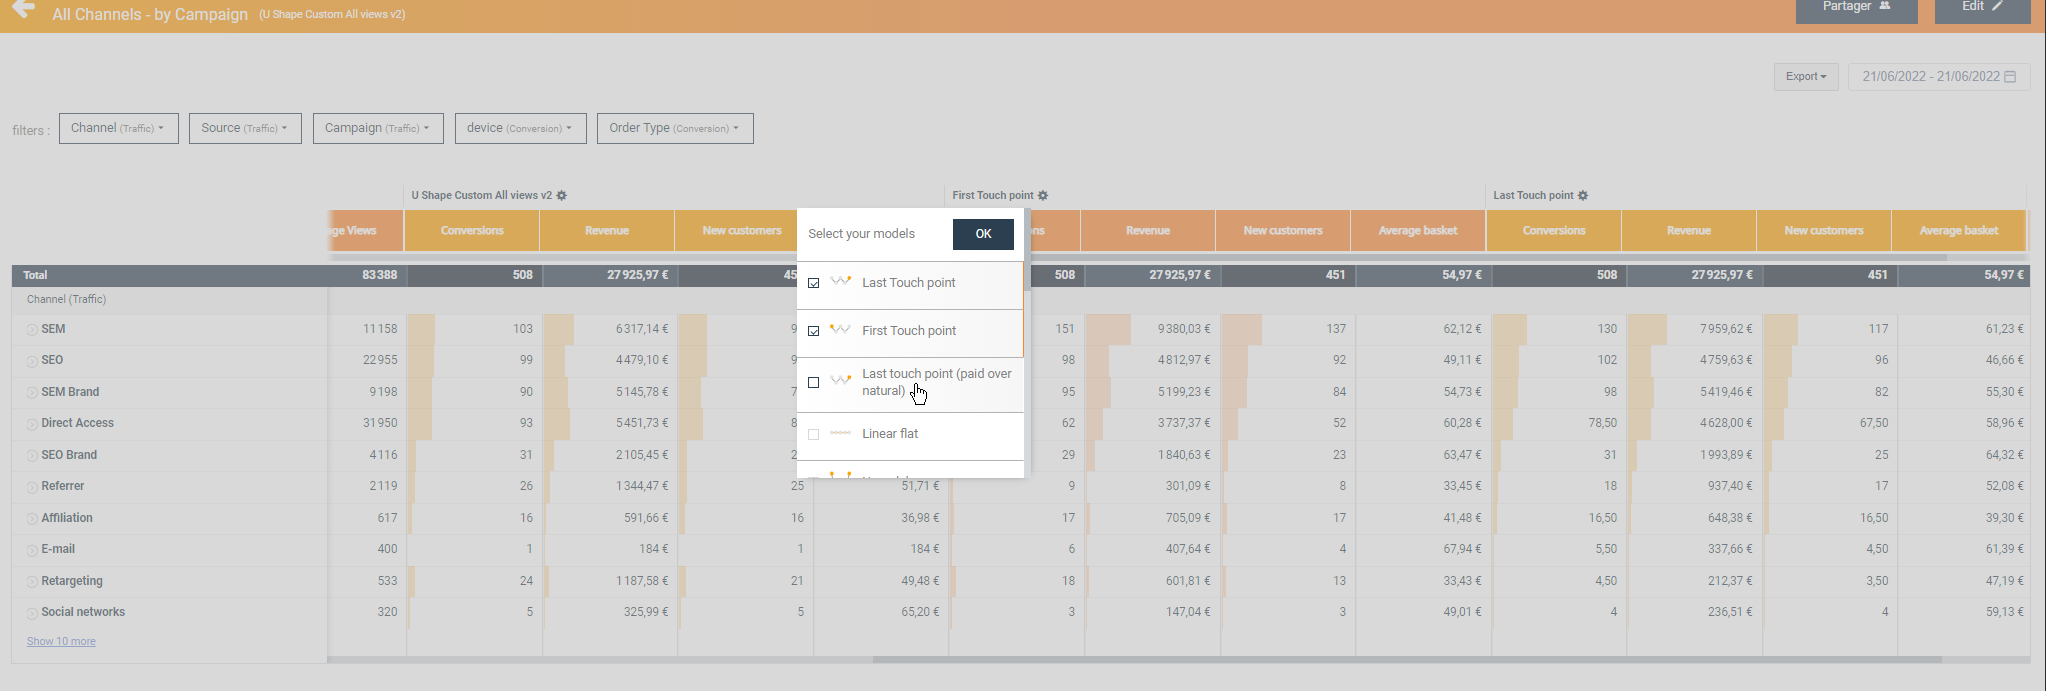 All Channels - by Campaign (U Shape Custom All views v2)
Partager
Edit
Export
21/06/2022 - 21/06/2022
filters : Channel (Traffic) Source (Traffic) Campaign (Traffic) device (Conversion) Order Type (Conversion)
U Shape Custom All views v2 First Touch point Last Touch point
ge Views Conversions Revenue New customers ns Revenue New customers Average basket Conversions Revenue New customers Average basket
Total 83 388 508 27 925,97 € 45 508 27 925,97 € 451 54,97 € 508 27 925,97 € 451 54,97 €
Channel (Traffic)
SEM 11 158 103 6 317,14 € 9 151 9 380,03 € 137 62,12 € 130 7 959,62 € 117 61,23 €
SEO 22 955 99 4 479,10 € 9 98 4 812,97 € 92 49,11 € 102 4 759,63 € 96 46,66 €
SEM Brand 9 198 90 5 145,78 € 7 95 5 199,23 € 84 54,73 € 98 5 419,46 € 82 55,30 €
Direct Access 31 950 93 5 451,73 € 8 62 3 737,37 € 52 60,28 € 78,50 4 628,00 € 67,50 58,96 €
SEO Brand 4 116 31 2 105,45 € 2 29 1 840,63 € 23 63,47 € 31 1 993,89 € 25 64,32 €
Referrer 2 119 26 1 344,47 € 25 51,71 € 9 301,09 € 8 33,45 € 18 937,40 € 17 52,08 €
Affiliation 617 16 591,66 € 16 36,98 € 17 705,09 € 17 41,48 € 16,50 648,38 € 16,50 39,30 €
E-mail 400 1 184 € 1 184 € 6 407,64 € 4 67,94 € 5,50 337,66 € 4,50 61,39 €
Retargeting 533 24 1 187,58 € 21 49,48 € 18 601,81 € 13 33,43 € 4,50 212,37 € 3,50 47,19 €
Social networks 320 5 325,99 € 5 65,20 € 3 147,04 € 3 49,01 € 4 236,51 € 4 59,13 €
Show 10 more
Select your models OK
Last Touch point
First Touch point
Last touch point (paid over
natural)
Linear flat